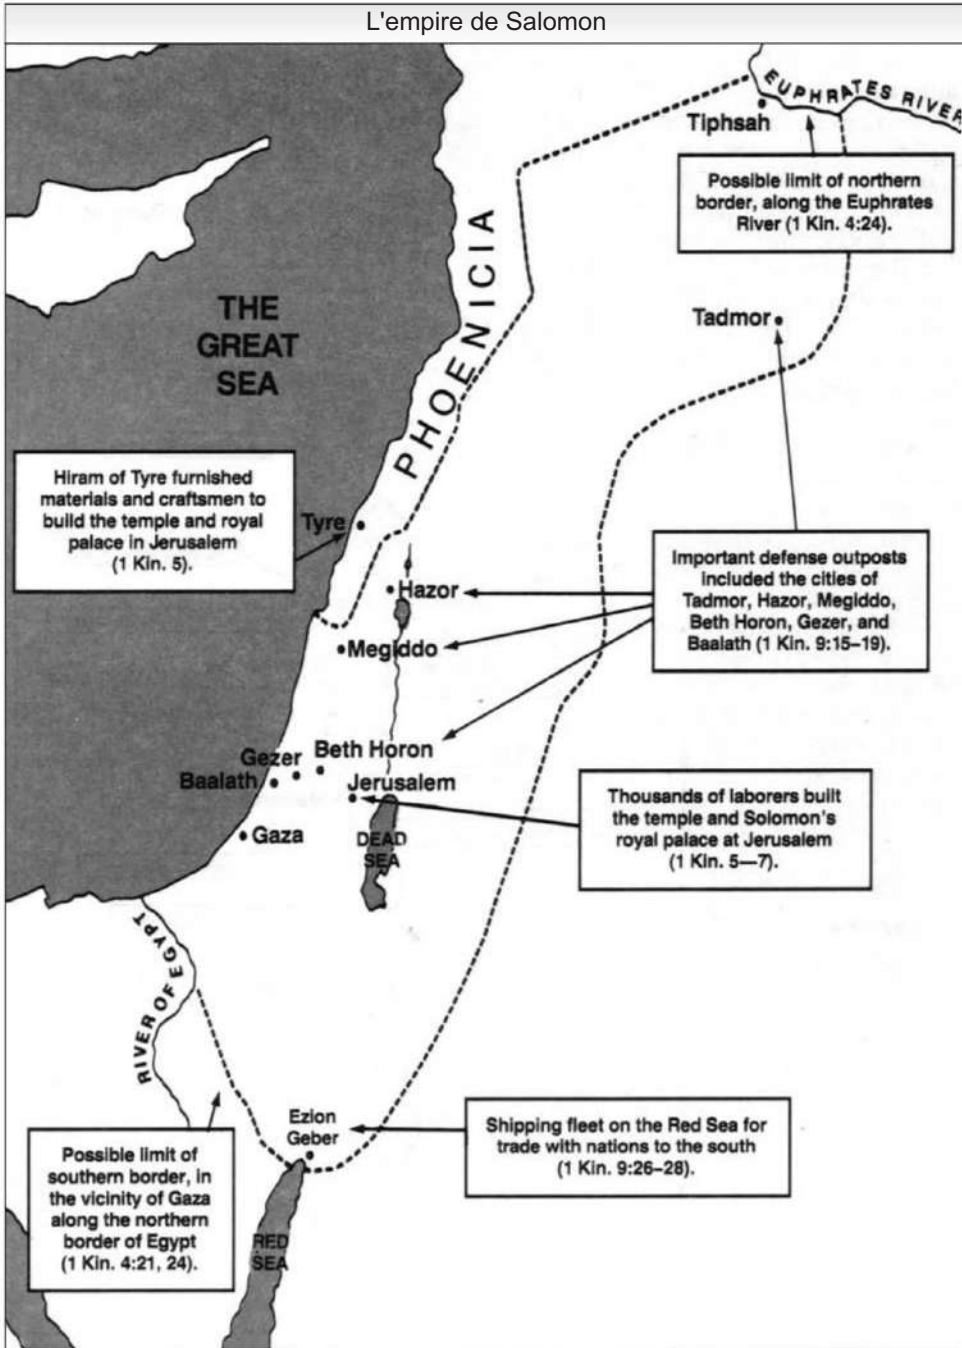 L'empire de Salomon
EUPHRATES RIVER
Tiphsah
Possible limit of northern
border, along the Euphrates
River (1 Kin. 4:24).
PHOENICIA
THE
GREAT
SEA
Tadmor
Hiram of Tyre furnished
materials and craftsmen to
build the temple and royal
palace in Jerusalem
(1 Kin. 5).
Tyre
Important defense outposts
included the cities of
Tadmor, Hazor, Megiddo,
Beth Horon, Gezer, and
Baalath (1 Kin. 9:15–19).
Hazor
Megiddo
Beth Horon
Gezer
Baalath
Jerusalem
Thousands of laborers built
the temple and Solomon's
royal palace at Jerusalem
(1 Kin. 5—7).
Gaza
DEAD
SEA
RIVER OF EGYPT
Ezion
Geber
Shipping fleet on the Red Sea for
trade with nations to the south
(1 Kin. 9:26–28).
Possible limit of
southern border, in
the vicinity of Gaza
along the northern
border of Egypt
(1 Kin. 4:21, 24).
RED
SEA